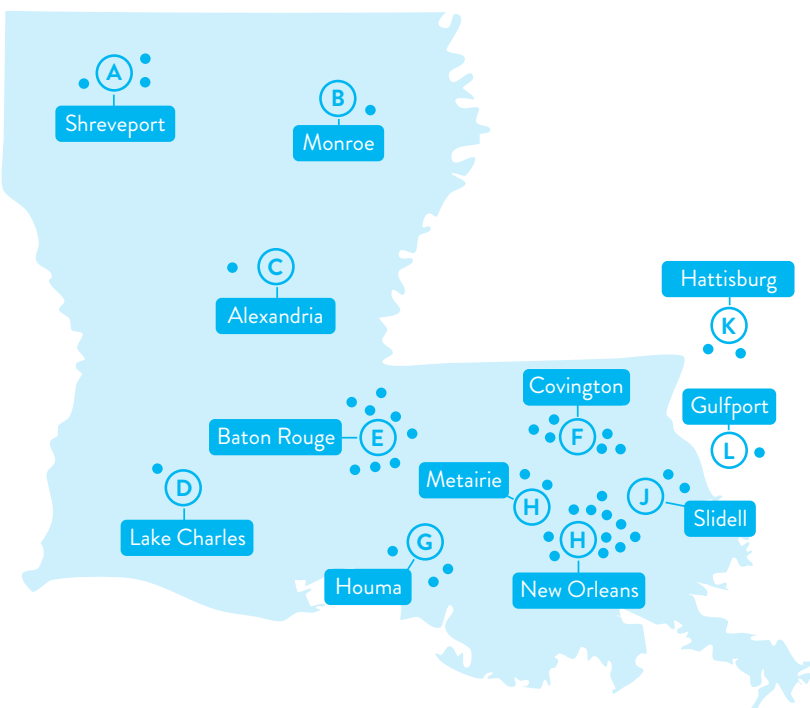 A
Shreveport
B
Monroe
C
Alexandria
Hattisburg
K
Covington
F
Gulfport
L
Baton Rouge
E
Metairie
H
D
Lake Charles
J
Slidell
G
Houma
H
New Orleans